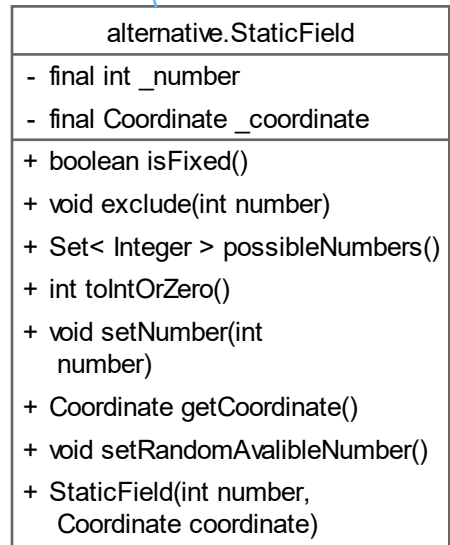 alternative.StaticField
- final int _number
- final Coordinate _coordinate
+ boolean isFixed()
+ void exclude(int number)
+ Set< Integer > possibleNumbers()
+ int toIntOrZero()
+ void setNumber(int
number)
+ Coordinate getCoordinate()
+ void setRandomAvalibleNumber()
+ StaticField(int number,
Coordinate coordinate)